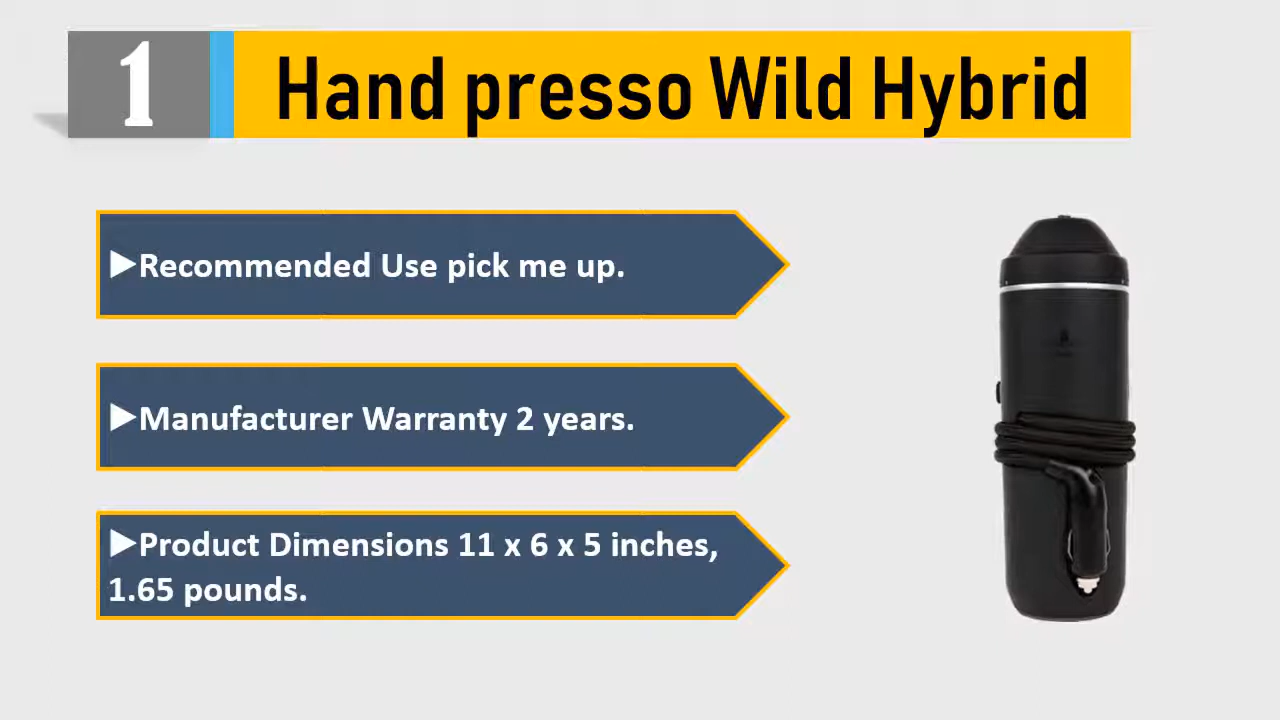 1 Hand presso Wild Hybrid
►Recommended Use pick me up.
►Manufacturer Warranty 2 years.
►Product Dimensions 11 x 6 x 5 inches,
1.65 pounds.